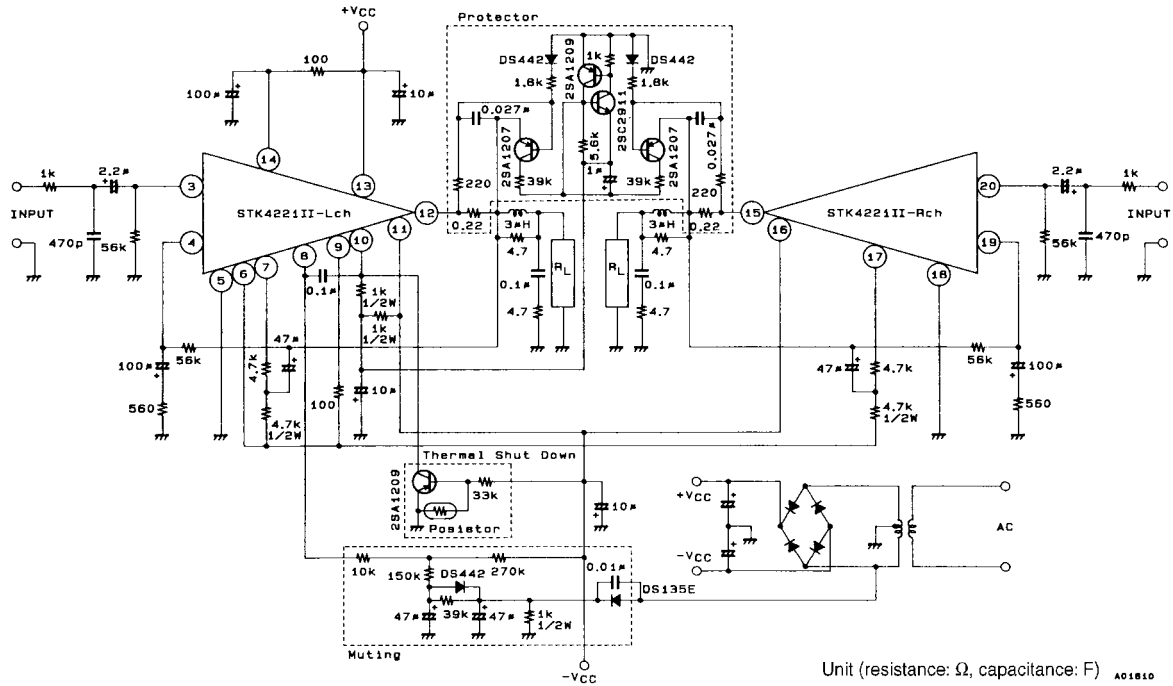 +VCC
Protector
100
100µ
10µ
DS442
1k
DS442
2SA1209
1.8k
1.8k
2SC2911
0.027µ
0.027µ
2SA1207
5.6k
2SA1207
1µ
39k
39k
220
220
14
13
1k
2.2µ
3
INPUT
470p
56k
4
STK4221II-Lch
12
0.22
3µH
4.7
RL
0.1µ
4.7
3µH
4.7
RL
0.1µ
4.7
0.22
15
STK4221II-Rch
20
2.2µ
1k
INPUT
19
56k
470p
11
10
9
8
7
6
5
16
17
18
0.1µ
1k
1/2W
1k
1/2W
56k
47µ
100µ
4.7k
10µ
560
4.7k
1/2W
100
56k
47µ
4.7k
100µ
4.7k
1/2W
560
Thermal Shut Down
2SA1209
33k
Posistor
10µ
+VCC
-VCC
AC
10k
150k
DS442
270k
0.01µ
DS135E
39k
47µ
47µ
1k
1/2W
Muting
-VCC
Unit (resistance: Ω, capacitance: F)
A01810